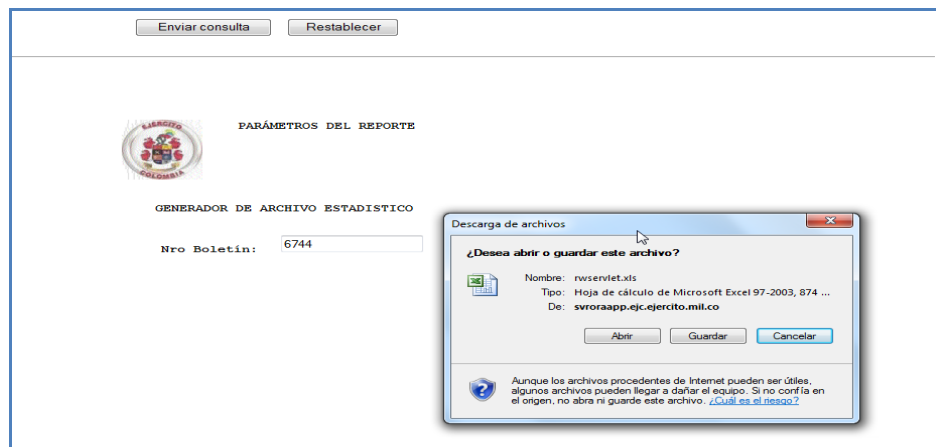 Enviar consulta Restablecer
PARÁMETROS DEL REPORTE
EJERCITO
COLOMBIA
GENERADOR DE ARCHIVO ESTADISTICO
Nro Boletín: 6744
Descarga de archivos
¿Desea abrir o guardar este archivo?
Nombre: rwservlet.xls
Tipo: Hoja de cálculo de Microsoft Excel 97-2003, 874 ...
De: svroraapp.ejc.ejercito.mil.co
Abrir Guardar Cancelar
Aunque los archivos procedentes de Internet pueden ser útiles,
algunos archivos pueden llegar a dañar el equipo. Si no confía en
el origen, no abra ni guarde este archivo. ¿Cuál es el riesgo?